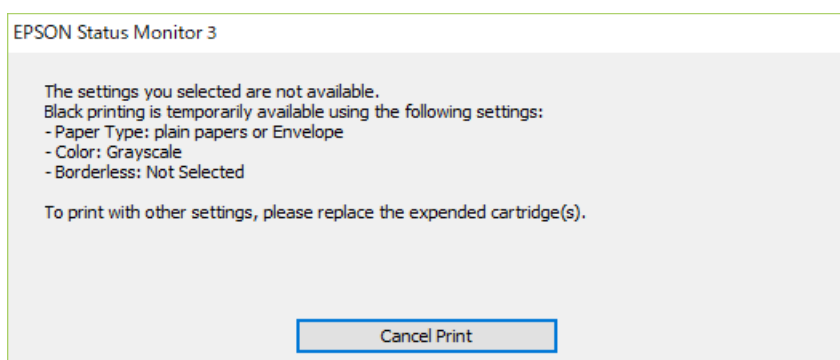 EPSON Status Monitor 3
The settings you selected are not available.
Black printing is temporarily available using the following settings:
- Paper Type: plain papers or Envelope
- Color: Grayscale
- Borderless: Not Selected
To print with other settings, please replace the expended cartridge(s).
Cancel Print